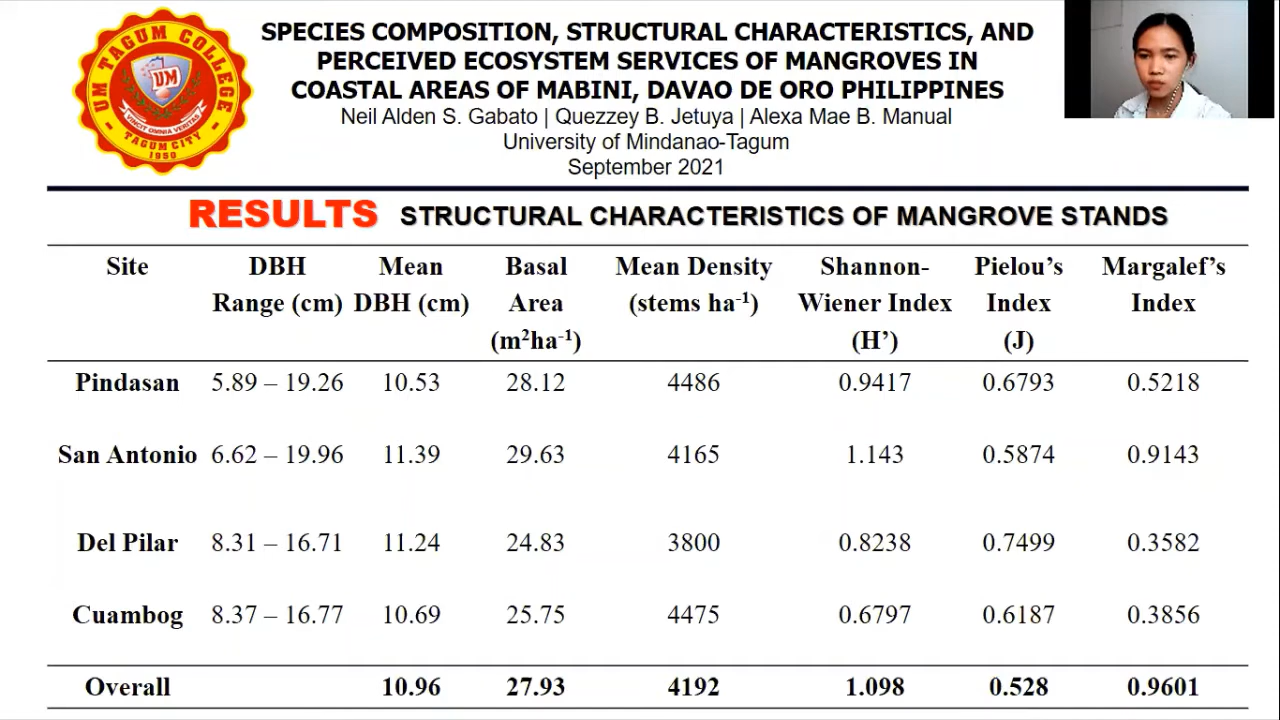 UM TAGUM COLLEGE
UM
VINCIT OMNIA VERITAS
TAGUM CITY
1950
SPECIES COMPOSITION, STRUCTURAL CHARACTERISTICS, AND
PERCEIVED ECOSYSTEM SERVICES OF MANGROVES IN
COASTAL AREAS OF MABINI, DAVAO DE ORO PHILIPPINES
Neil Alden S. Gabato | Quezzey B. Jetuya | Alexa Mae B. Manual
University of Mindanao-Tagum
September 2021
RESULTS STRUCTURAL CHARACTERISTICS OF MANGROVE STANDS
Site DBH Mean Basal Mean Density Shannon- Pielou’s Margalef’s
Range (cm) DBH (cm) Area (stems ha⁻¹) Wiener Index Index Index
(m²ha⁻¹) (H’) (J)
Pindasan 5.89 – 19.26 10.53 28.12 4486 0.9417 0.6793 0.5218
San Antonio 6.62 – 19.96 11.39 29.63 4165 1.143 0.5874 0.9143
Del Pilar 8.31 – 16.71 11.24 24.83 3800 0.8238 0.7499 0.3582
Cuambog 8.37 – 16.77 10.69 25.75 4475 0.6797 0.6187 0.3856
Overall 10.96 27.93 4192 1.098 0.528 0.9601